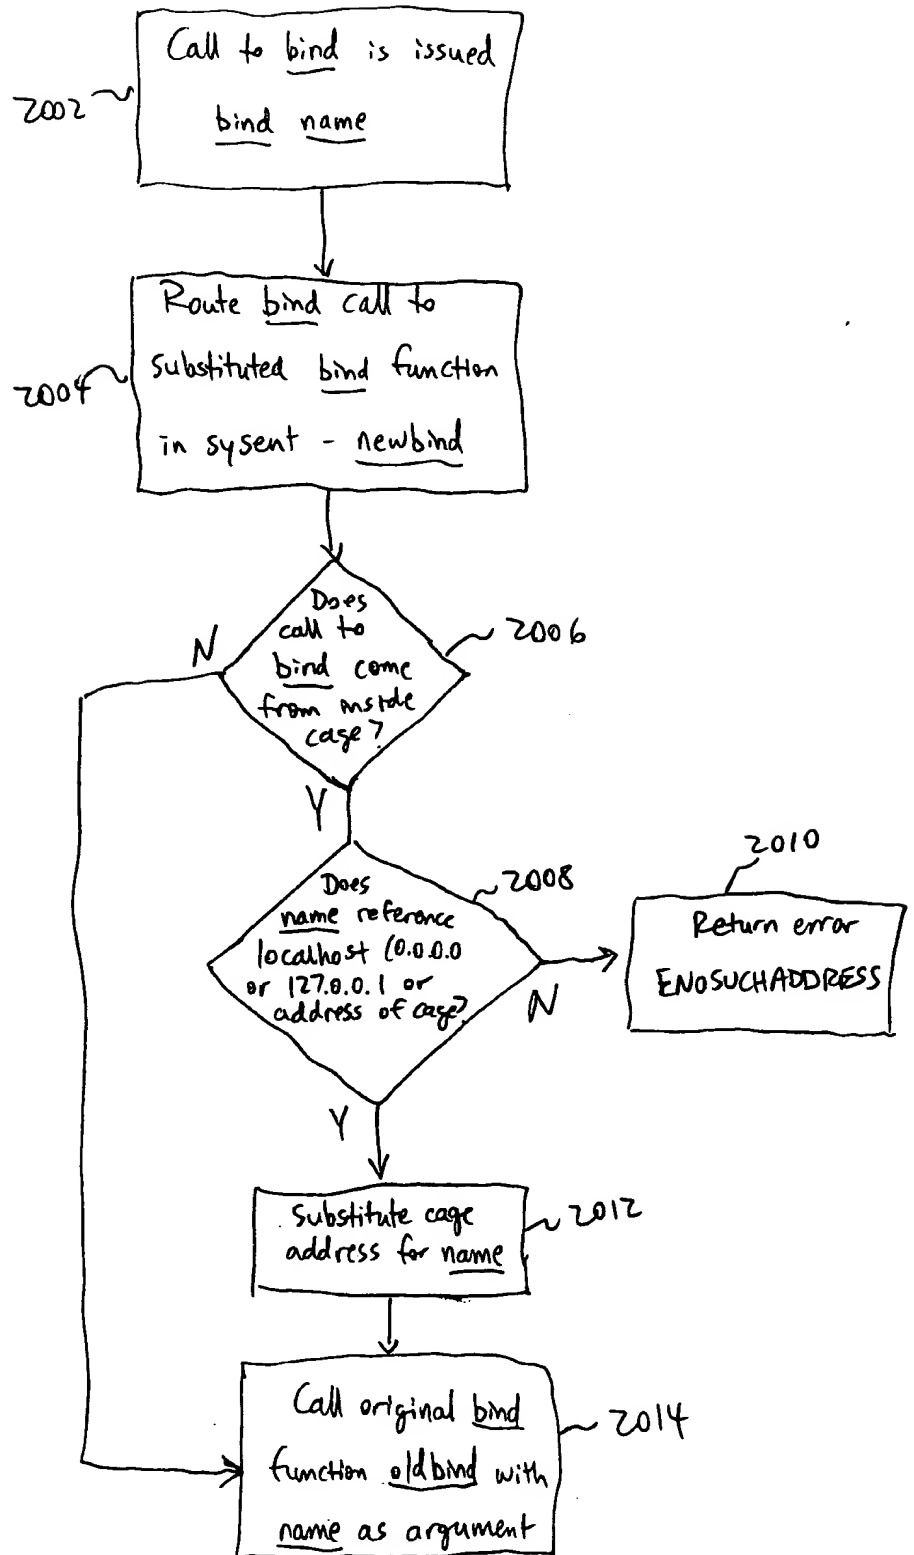 Call to bind is issued
bind name
2002
Route bind call to
substituted bind function
in sysent - newbind
2004
Does
call to
bind come
from inside
cage?
2006
N
Y
Does
name reference
localhost (0.0.0.0
or 127.0.0.1 or
address of cage?
2008
N
2010
Return error
ENOSUCHADDRESS
Y
Substitute cage
address for name
2012
Call original bind
function oldbind with
name as argument
2014